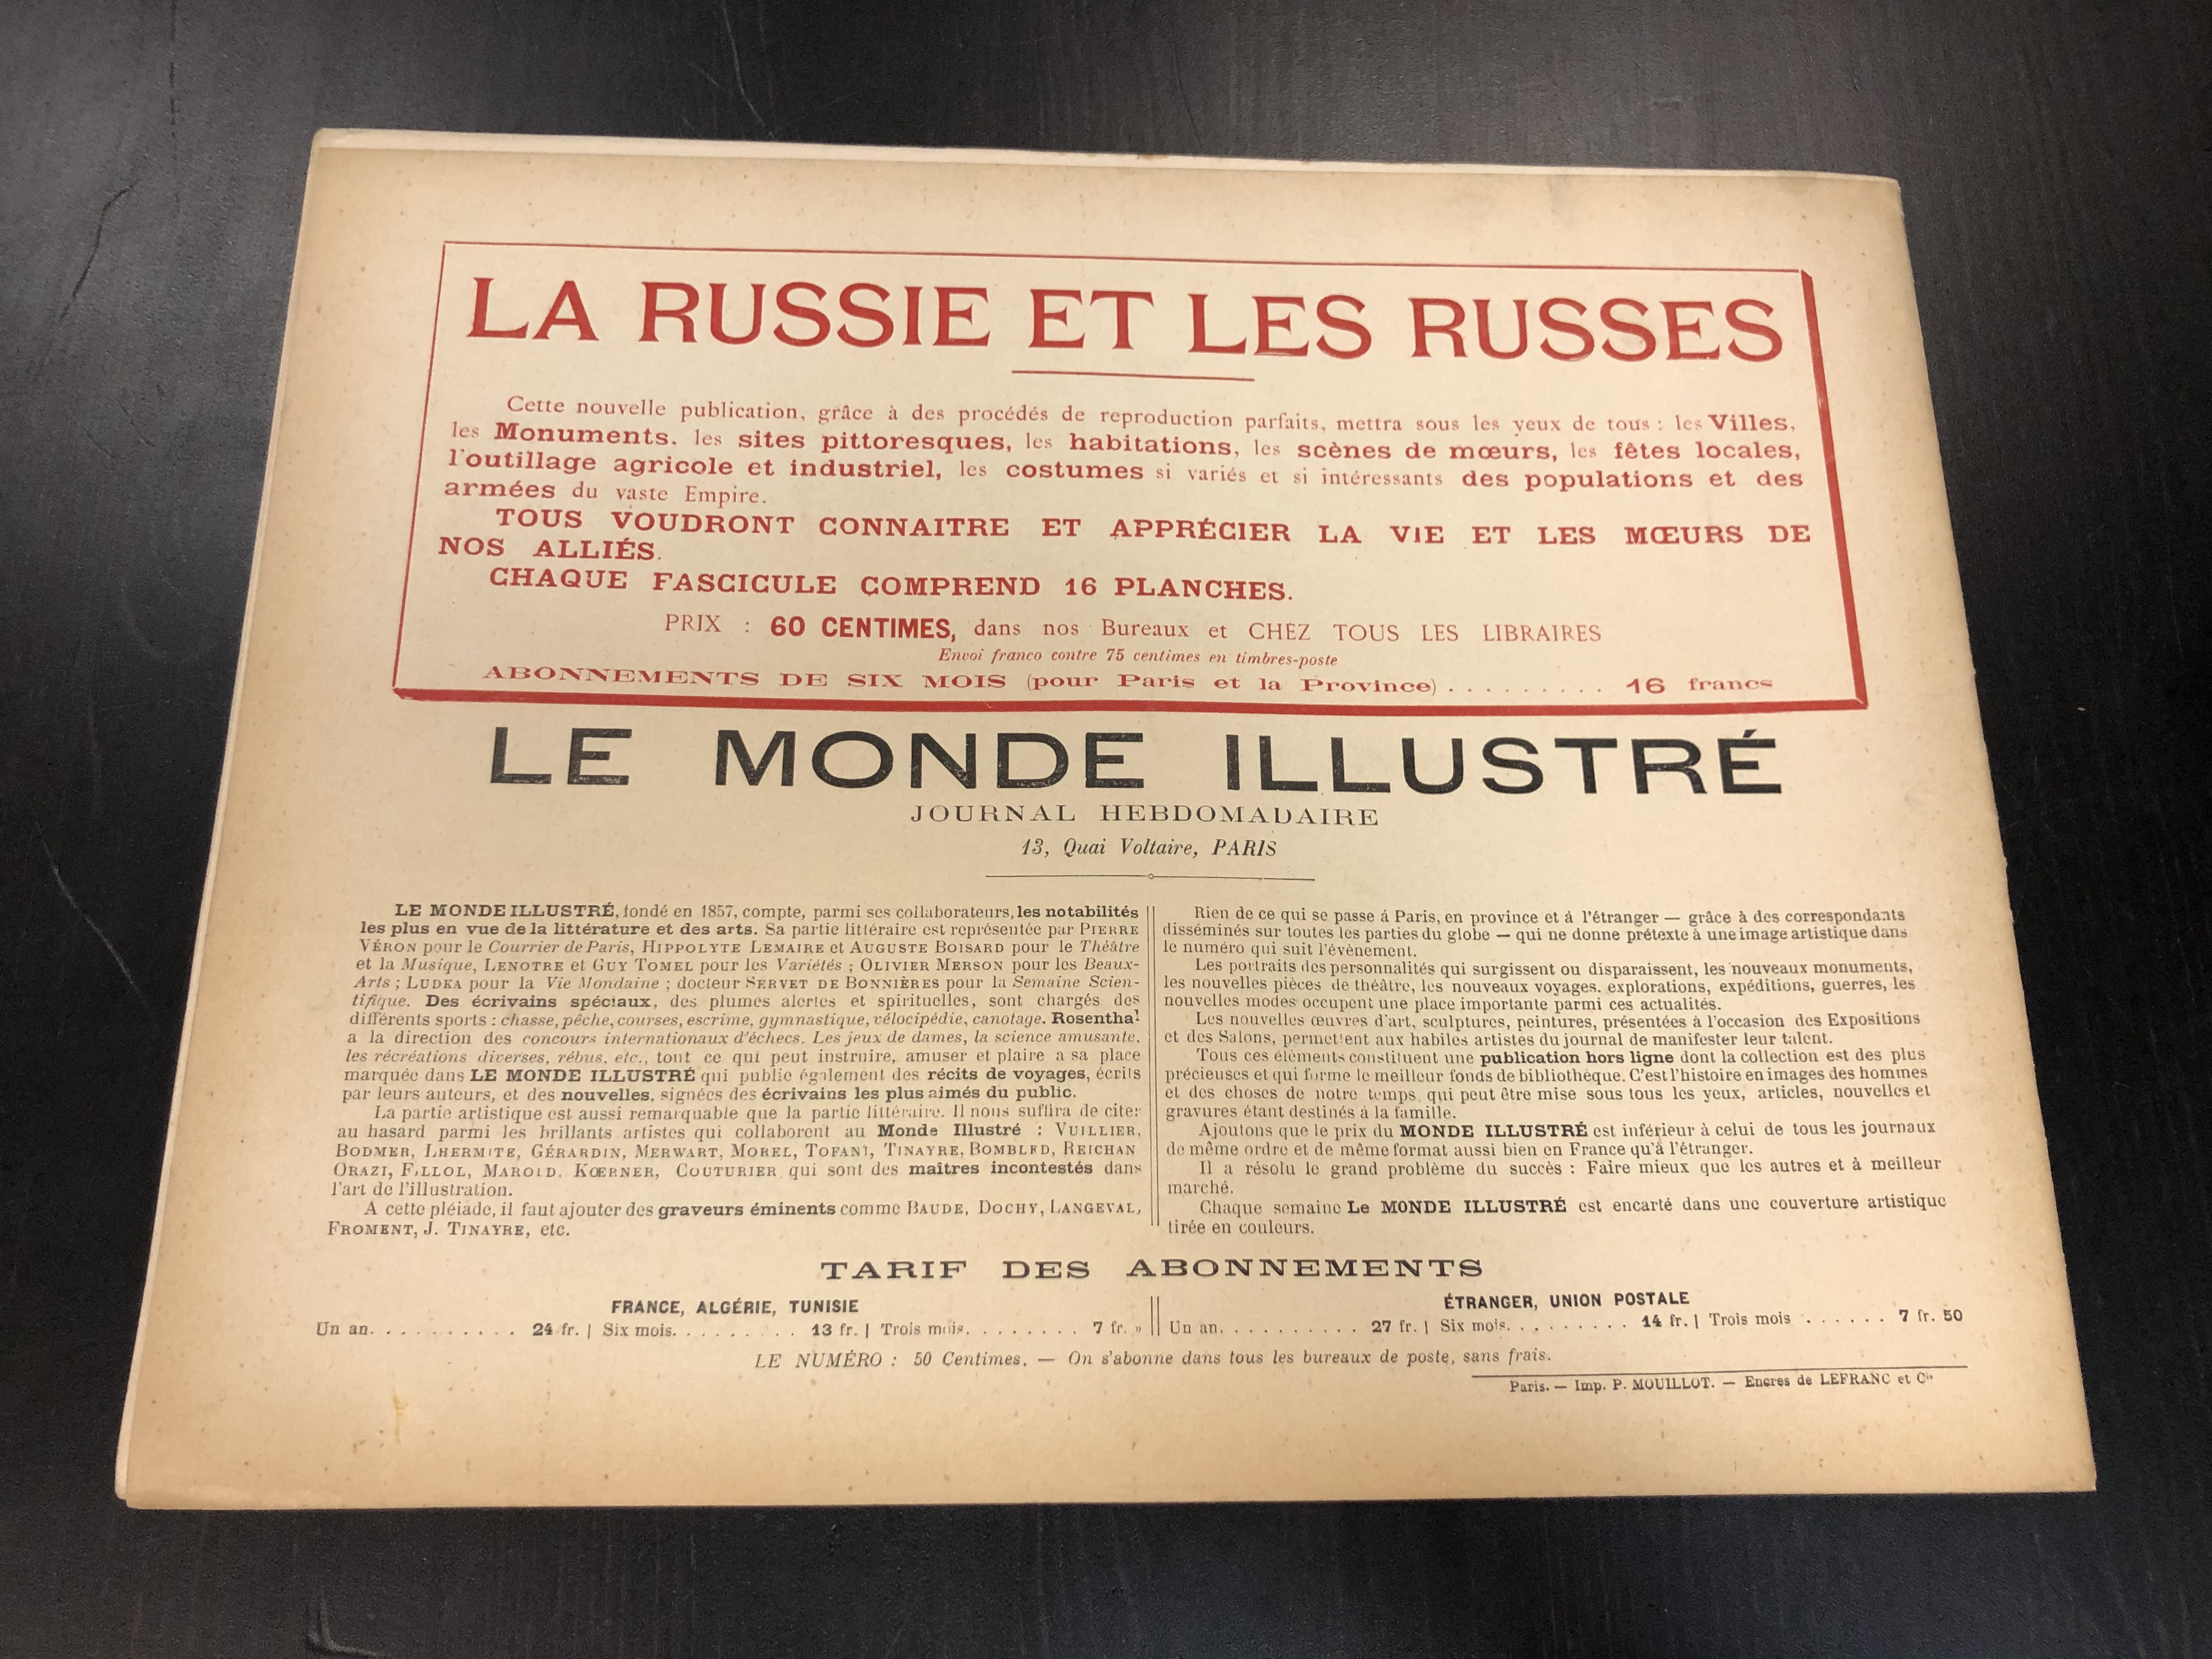 LA RUSSIE ET LES RUSSES
Cette nouvelle publication, grâce à des procédés de reproduction parfaits, mettra sous les yeux de tous : les Villes,
les Monuments. les sites pittoresques, les habitations, les scènes de mœurs, les fêtes locales,
l'outillage agricole et industriel, les costumes si variés et si intéressants des populations et des
armées du vaste Empire.
TOUS VOUDRONT CONNAITRE ET APPRÉCIER LA VIE ET LES MŒURS DE
NOS ALLIÉS.
CHAQUE FASCICULE COMPREND 16 PLANCHES.
PRIX : 60 CENTIMES, dans nos Bureaux et CHEZ TOUS LES LIBRAIRES
Envoi franco contre 75 centimes en timbres-poste
ABONNEMENTS DE SIX MOIS (pour Paris et la Province) . . . . . . . . . 16 francs
LE MONDE ILLUSTRÉ
JOURNAL HEBDOMADAIRE
13, Quai Voltaire, PARIS
LE MONDE ILLUSTRÉ, fondé en 1857, compte, parmi ses collaborateurs, les notabilités
les plus en vue de la littérature et des arts. Sa partie littéraire est représentée par PIERRE
VÉRON pour le Courrier de Paris, HIPPOLYTE LEMAIRE et AUGUSTE BOISARD pour le Théâtre
et la Musique, LENOTRE et GUY TOMEL pour les Variétés ; OLIVIER MERSON pour les Beaux-
Arts ; LUDKA pour la Vie Mondaine ; docteur SERVET DE BONNIÈRES pour la Semaine Scien-
tifique. Des écrivains spéciaux, des plumes alertes et spirituelles, sont chargés des
différents sports : chasse, pêche, courses, escrime, gymnastique, vélocipédie, canotage. Rosenthal
a la direction des concours internationaux d'échecs. Les jeux de dames, la science amusante,
les récréations diverses, rébus, etc., tout ce qui peut instruire, amuser et plaire a sa place
marquée dans LE MONDE ILLUSTRÉ qui publie également des récits de voyages, écrits
par leurs auteurs, et des nouvelles, signées des écrivains les plus aimés du public.
La partie artistique est aussi remarquable que la partie littéraire. Il nous suffira de citer
au hasard parmi les brillants artistes qui collaborent au Monde Illustré : VUILLIER,
BODMER, LHERMITE, GÉRARDIN, MERWART, MOREL, TOFANI, TINAYRE, BOMBLED, REICHAN
ORAZI, FILLOL, MAROLD, KŒRNER, COUTURIER qui sont des maîtres incontestés dans
l'art de l'illustration.
A cette pléiade, il faut ajouter des graveurs éminents comme BAUDE, DOCHY, LANGEVAL,
FROMENT, J. TINAYRE, etc.
Rien de ce qui se passe à Paris, en province et à l'étranger — grâce à des correspondants
disséminés sur toutes les parties du globe — qui ne donne prétexte à une image artistique dans
le numéro qui suit l'évènement.
Les portraits des personnalités qui surgissent ou disparaissent, les nouveaux monuments,
les nouvelles pièces de théâtre, les nouveaux voyages. explorations, expéditions, guerres, les
nouvelles modes occupent une place importante parmi ces actualités.
Les nouvelles œuvres d'art, sculptures, peintures, présentées à l'occasion des Expositions
et des Salons, permettent aux habiles artistes du journal de manifester leur talent.
Tous ces éléments constituent une publication hors ligne dont la collection est des plus
précieuses et qui forme le meilleur fonds de bibliothèque. C'est l'histoire en images des hommes
et des choses de notre temps qui peut être mise sous tous les yeux, articles, nouvelles et
gravures étant destinés à la famille.
Ajoutons que le prix du MONDE ILLUSTRÉ est inférieur à celui de tous les journaux
de même ordre et de même format aussi bien en France qu'à l'étranger.
Il a résolu le grand problème du succès : Faire mieux que les autres et à meilleur
marché.
Chaque semaine Le MONDE ILLUSTRÉ est encarté dans une couverture artistique
tirée en couleurs.
TARIF DES ABONNEMENTS
FRANCE, ALGÉRIE, TUNISIE
Un an. . . . . . . . . . 24 fr. | Six mois. . . . . . . . . 13 fr. | Trois mois. . . . . . . . 7 fr. »
ÉTRANGER, UNION POSTALE
Un an. . . . . . . . . . 27 fr. | Six mois. . . . . . . . . 14 fr. | Trois mois . . . . . . 7 fr. 50
LE NUMÉRO : 50 Centimes. — On s'abonne dans tous les bureaux de poste, sans frais.
Paris. — Imp. P. MOUILLOT. — Encres de LEFRANC et Cie